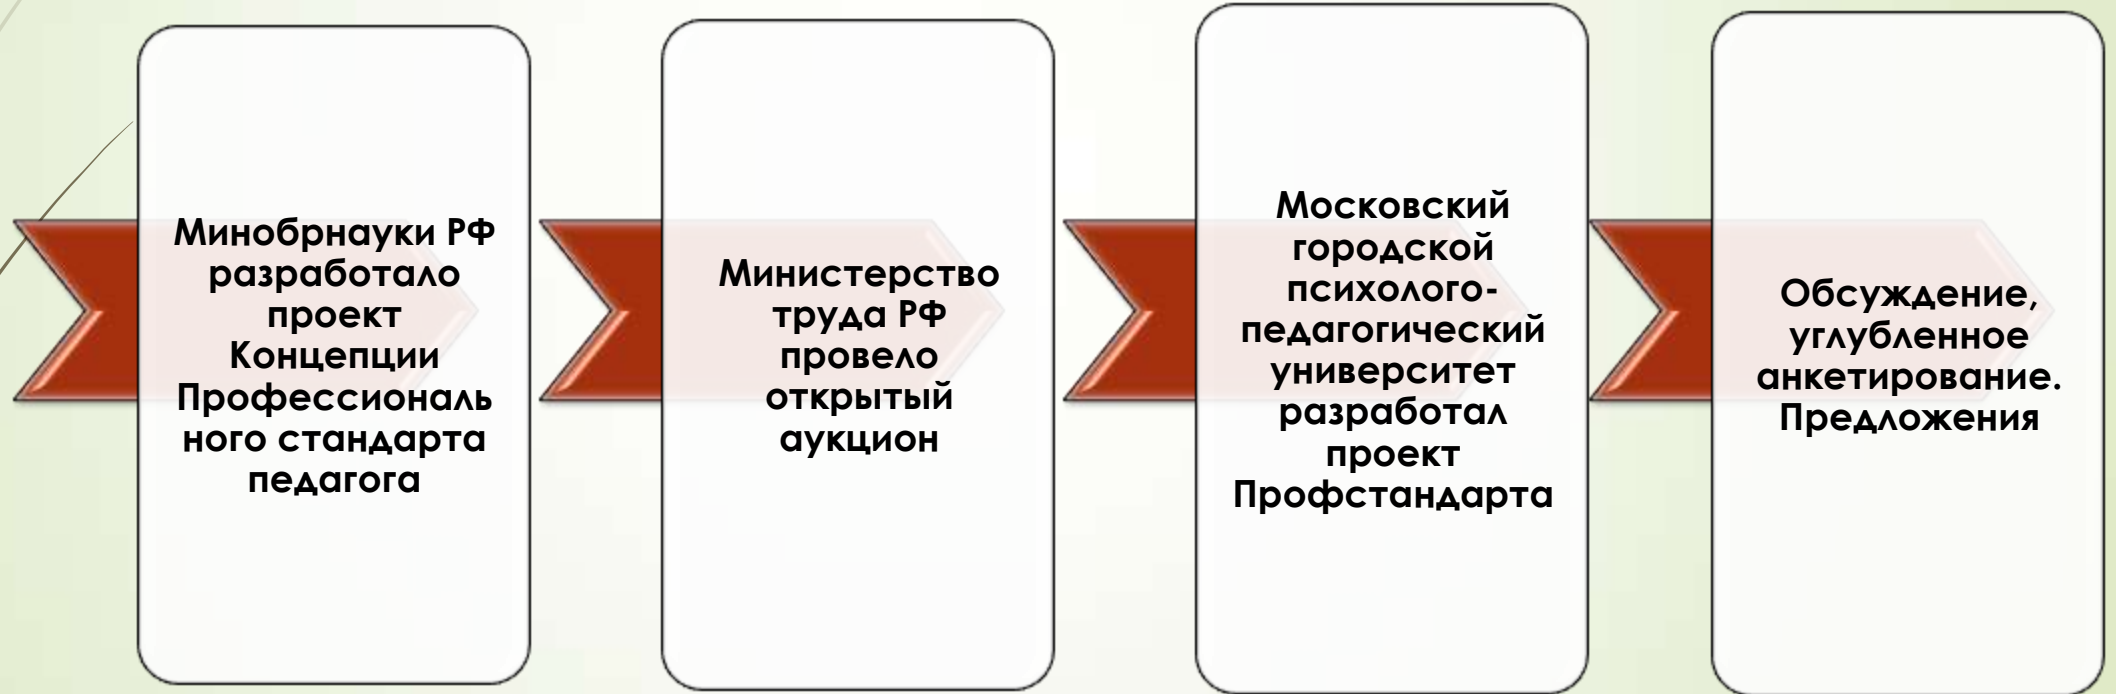 Минобрнауки РФ
разработало
проект
Концепции
Профессиональ
ного стандарта
педагога
Министерство
труда РФ
провело
открытый
аукцион
Московский
городской
психолого-
педагогический
университет
разработал
проект
Профстандарта
Обсуждение,
углубленное
анкетирование.
Предложения